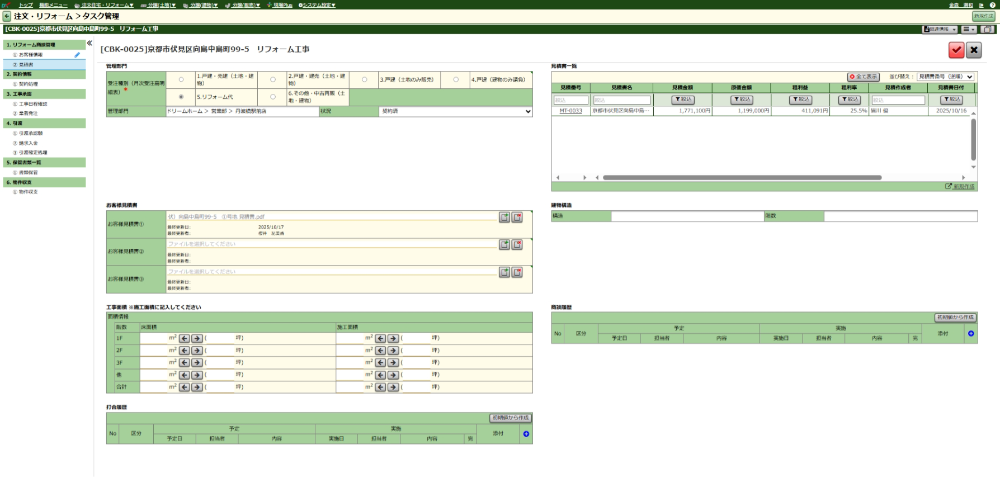 DX トップ 機能メニュー 注文住宅・リフォーム▼ 分譲(土地)▼ 分譲(建物)▼ 分譲(販売)▼ 現場Plus システム設定▼ 金森 満和
注文・リフォーム ＞タスク管理 新規作成
[CBK-0025]京都市伏見区向島中島町99-5 リフォーム工事 関連情報
1. リフォーム商談管理
① お客様情報
② 見積書
2. 契約情報
① 契約処理
3. 工事承認
① 工事日程確認
② 業者発注
4. 引渡
① 引渡承認願
② 請求入金
③ 引渡確定処理
5. 保管書類一覧
① 書類保管
6. 物件収支
① 物件収支
[CBK-0025]京都市伏見区向島中島町99-5 リフォーム工事
管理部門
受注種別（月次受注高明細表）*
1.戸建・売建（土地・建物）
2.戸建・建売（土地・建物）
3.戸建（土地のみ販売）
4.戸建（建物のみ請負）
5.リフォーム代
6.その他・中古再販（土地・建物）
管理部門 ドリームホーム ＞ 営業部 ＞ 丹波橋駅前店 状況 契約済
見積書一覧
全て表示 並び替え： 見積書番号（逆順）
見積番号 見積書名 見積金額 原価金額 粗利益 粗利率 見積作成者 見積書日付
絞込 絞込 絞込 絞込 絞込 絞込 絞込 絞込
MT-0033 京都市伏見区向島中島… 1,771,100円 1,199,000円 411,091円 25.5% 皆川 優 2025/10/16
新規作成
お客様見積書
お客様見積書① 伏）向島中島町99-5 ①号地 見積書.pdf
最終更新日: 2025/10/17
最終更新者: 櫻井 紀美香
お客様見積書② ファイルを選択してください
最終更新日:
最終更新者:
お客様見積書③ ファイルを選択してください
最終更新日:
最終更新者:
建物構造
構造 階数
工事面積 ※施工面積に記入してください
面積情報
階数 床面積 施工面積
1F m² ( 坪) m² ( 坪)
2F m² ( 坪) m² ( 坪)
3F m² ( 坪) m² ( 坪)
他 m² ( 坪) m² ( 坪)
合計 m² ( 坪) m² ( 坪)
商談履歴
初期値から作成
No 区分 予定 実施 添付
予定日 担当者 内容 実施日 担当者 内容 完
打合履歴
初期値から作成
No 区分 予定 実施 添付
予定日 担当者 内容 実施日 担当者 内容 完